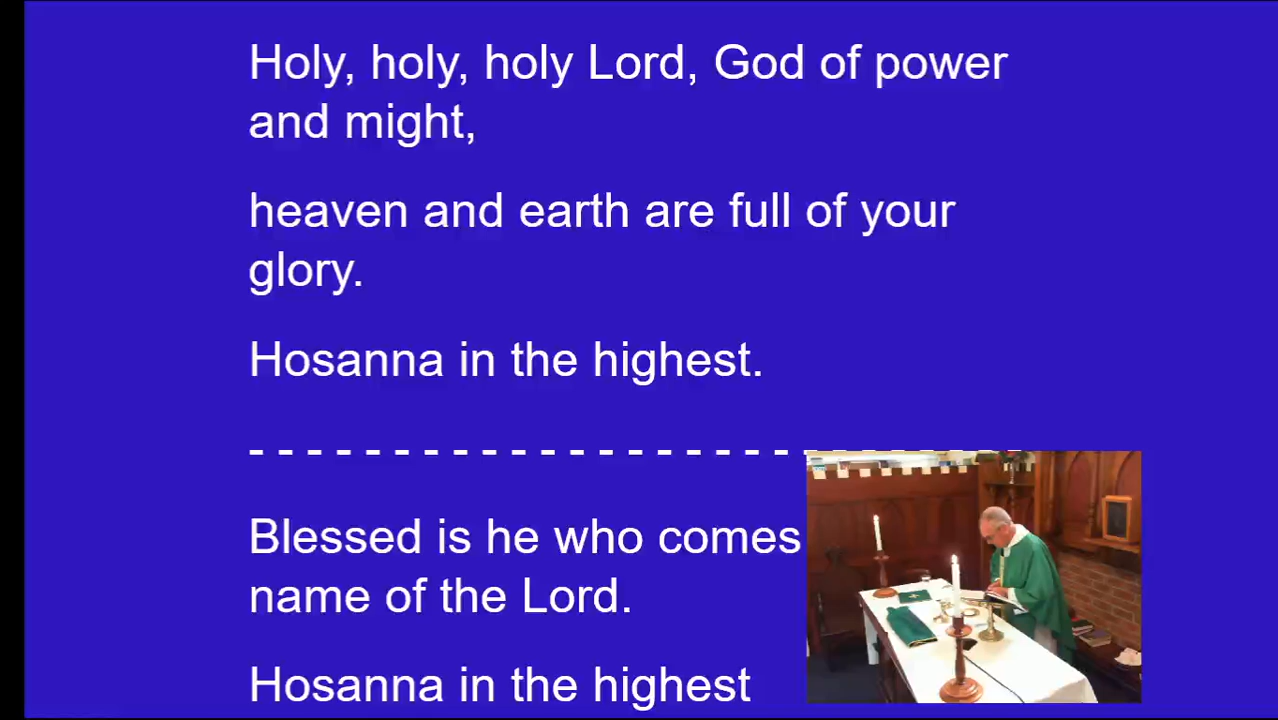 Holy, holy, holy Lord, God of power
and might,
heaven and earth are full of your
glory.
Hosanna in the highest.
- - - - - - - - - - - - - - - - - - - - - - - - - - -
Blessed is he who comes
name of the Lord.
Hosanna in the highest